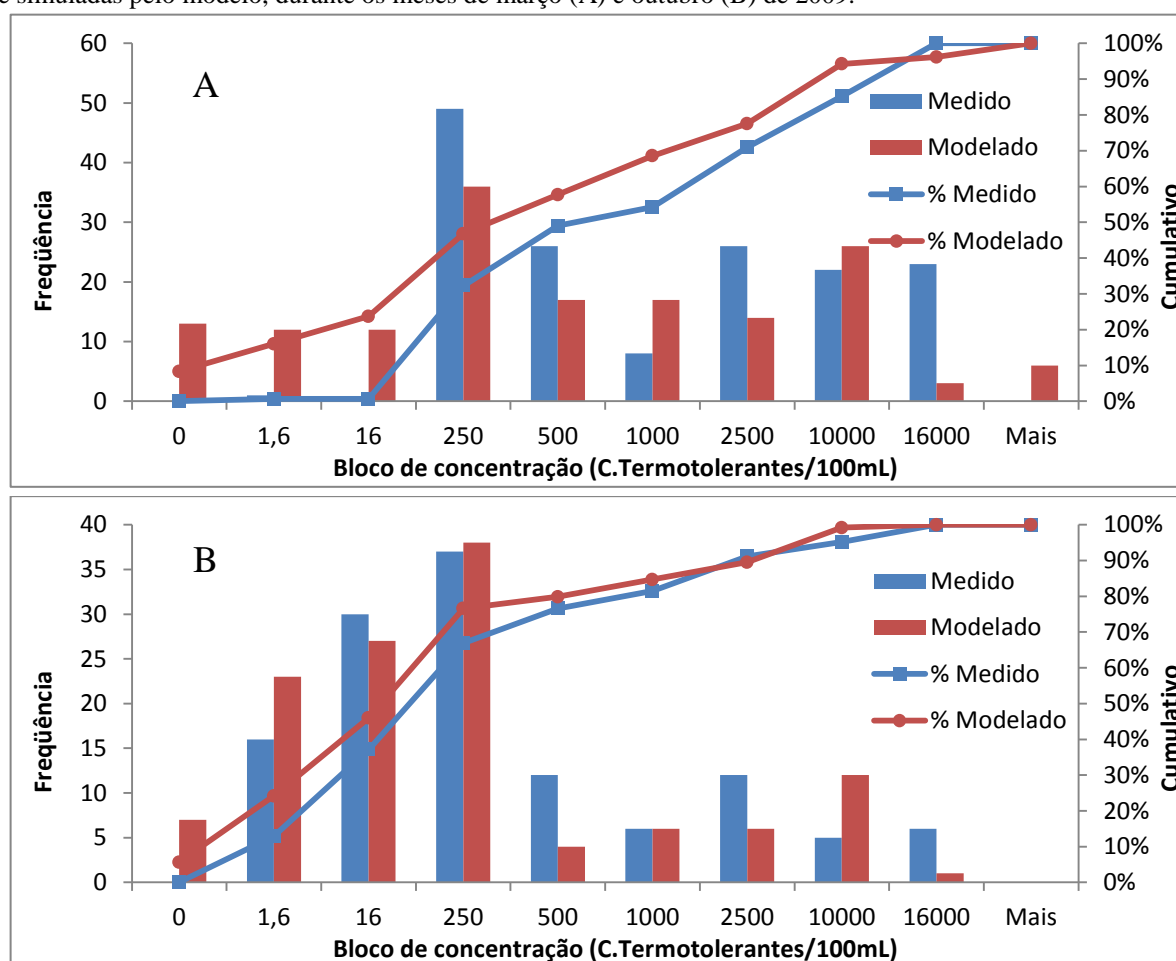 e simuladas pelo modelo, durante os meses de março (A) e outubro (B) de 2009.
A
60
50
40
30
20
10
0
Freqüência
100%
90%
80%
70%
60%
50%
40%
30%
20%
10%
0%
Cumulativo
Medido
Modelado
% Medido
% Modelado
0 1,6 16 250 500 1000 2500 10000 16000 Mais
Bloco de concentração (C.Termotolerantes/100mL)
B
40
35
30
25
20
15
10
5
0
Freqüência
100%
90%
80%
70%
60%
50%
40%
30%
20%
10%
0%
Cumulativo
Medido
Modelado
% Medido
% Modelado
0 1,6 16 250 500 1000 2500 10000 16000 Mais
Bloco de concentração (C.Termotolerantes/100mL)